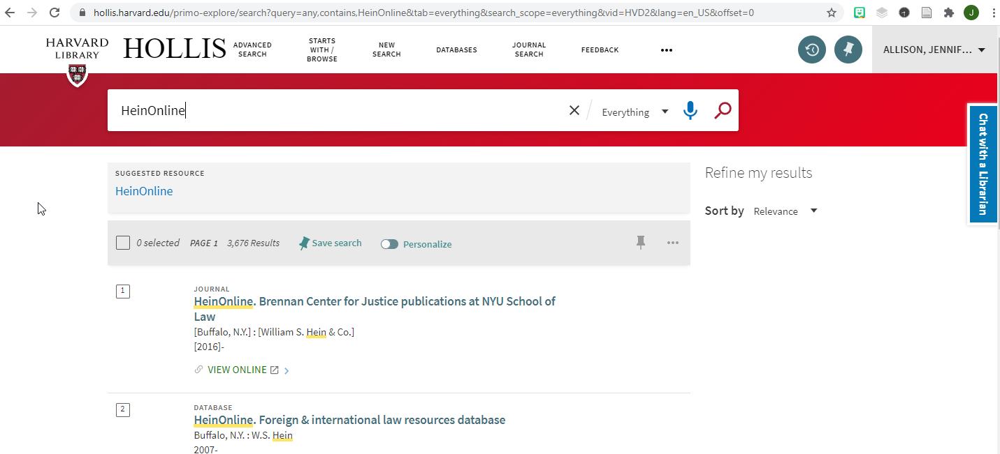 hollis.harvard.edu/primo-explore/search?query=any,contains,HeinOnline&tab=everything&search_scope=everything&vid=HVD2&lang=en_US&offset=0
J
HARVARD
LIBRARY
HOLLIS
ADVANCED
SEARCH
STARTS
WITH /
BROWSE
NEW
SEARCH
DATABASES
JOURNAL
SEARCH
FEEDBACK
ALLISON, JENNIF...
HeinOnline
Everything
Chat with a Librarian
SUGGESTED RESOURCE
HeinOnline
Refine my results
Sort by Relevance
0 selected PAGE 1 3,676 Results Save search Personalize
1
JOURNAL
HeinOnline. Brennan Center for Justice publications at NYU School of
Law
[Buffalo, N.Y.] : [William S. Hein & Co.]
[2016]-
VIEW ONLINE
2
DATABASE
HeinOnline. Foreign & international law resources database
Buffalo, N.Y. : W.S. Hein
2007-